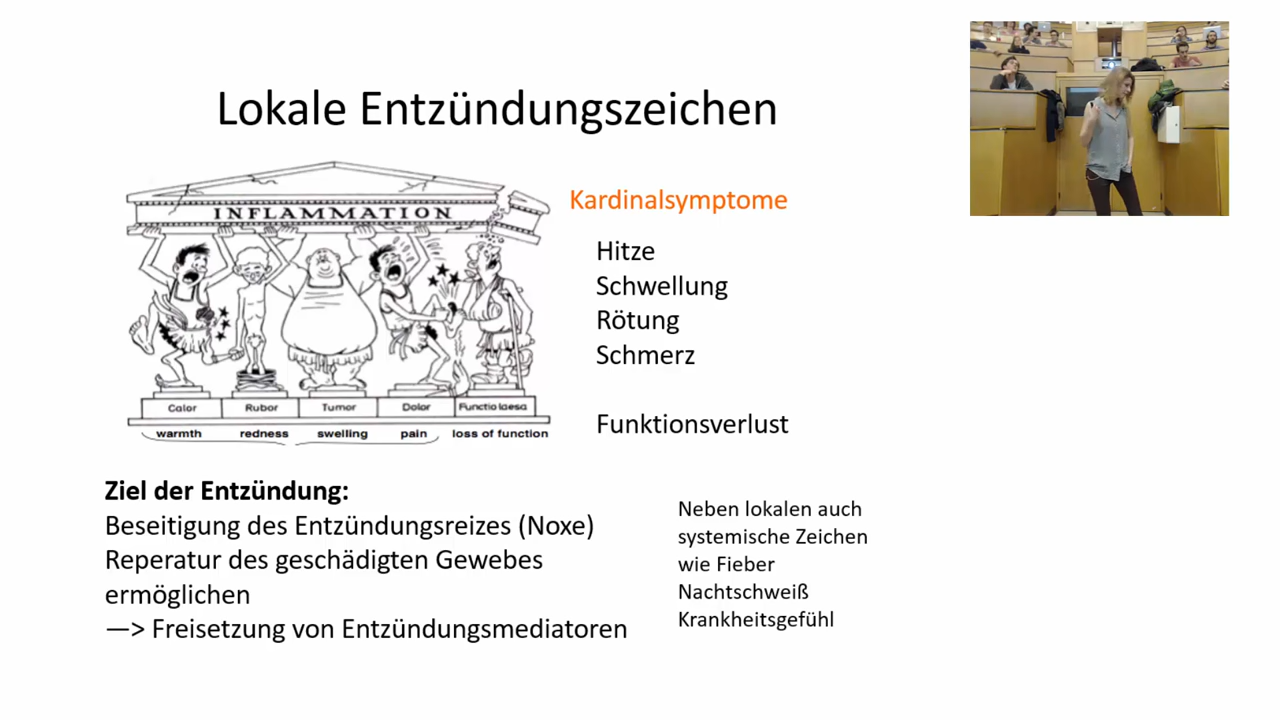 Lokale Entzündungszeichen
INFLAMMATION
Calor
Rubor
Tumor
Dolor
Functio laesa
warmth
redness
swelling
pain
loss of function
Kardinalsymptome
Hitze
Schwellung
Rötung
Schmerz
Funktionsverlust
Ziel der Entzündung:
Beseitigung des Entzündungsreizes (Noxe)
Reperatur des geschädigten Gewebes
ermöglichen
—> Freisetzung von Entzündungsmediatoren
Neben lokalen auch
systemische Zeichen
wie Fieber
Nachtschweiß
Krankheitsgefühl